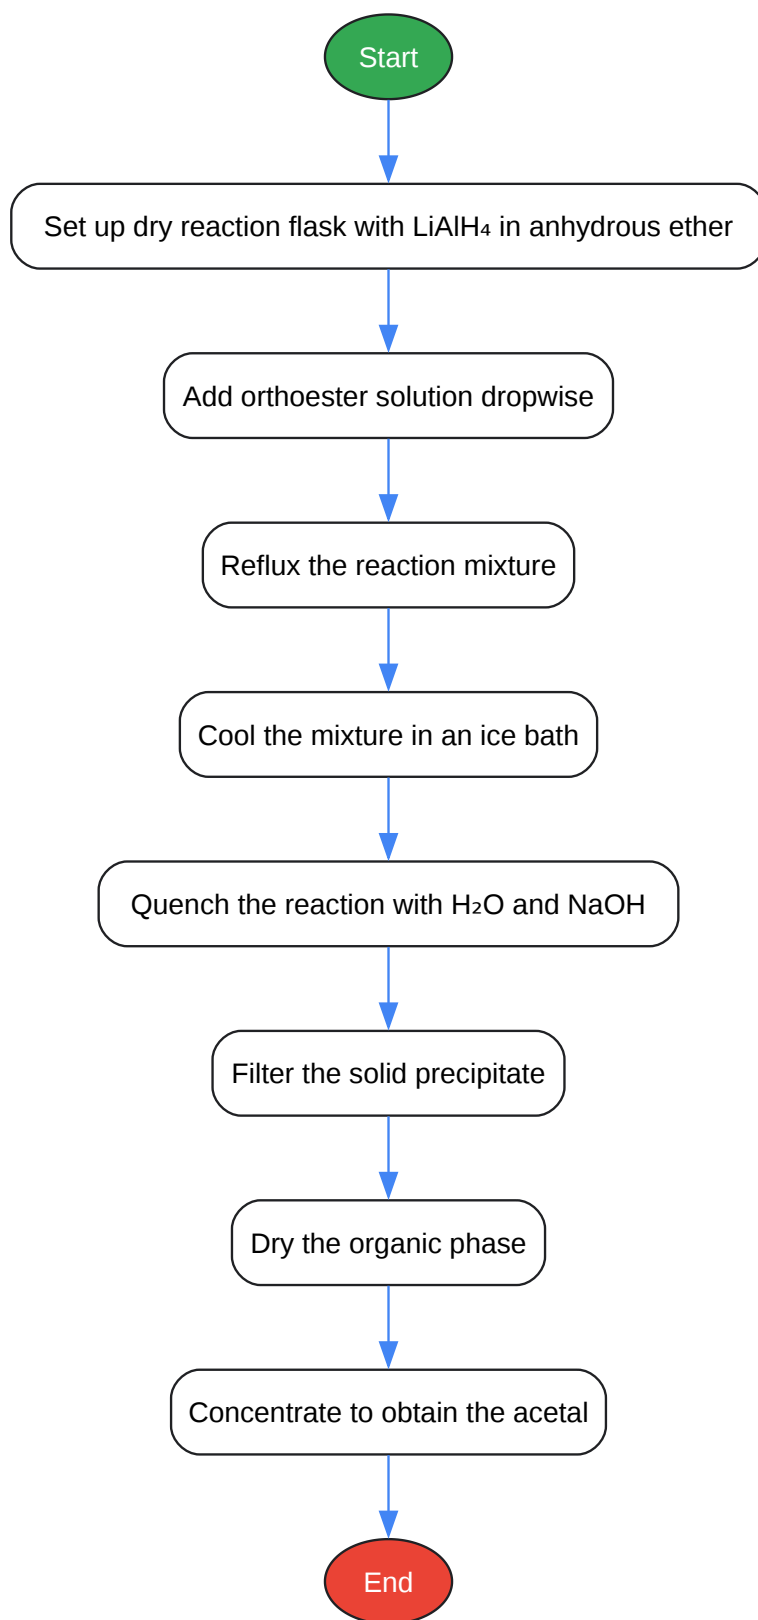 Start
Set up dry reaction flask with LiAlH₄ in anhydrous ether
Add orthoester solution dropwise
Reflux the reaction mixture
Cool the mixture in an ice bath
Quench the reaction with H₂O and NaOH
Filter the solid precipitate
Dry the organic phase
Concentrate to obtain the acetal
End